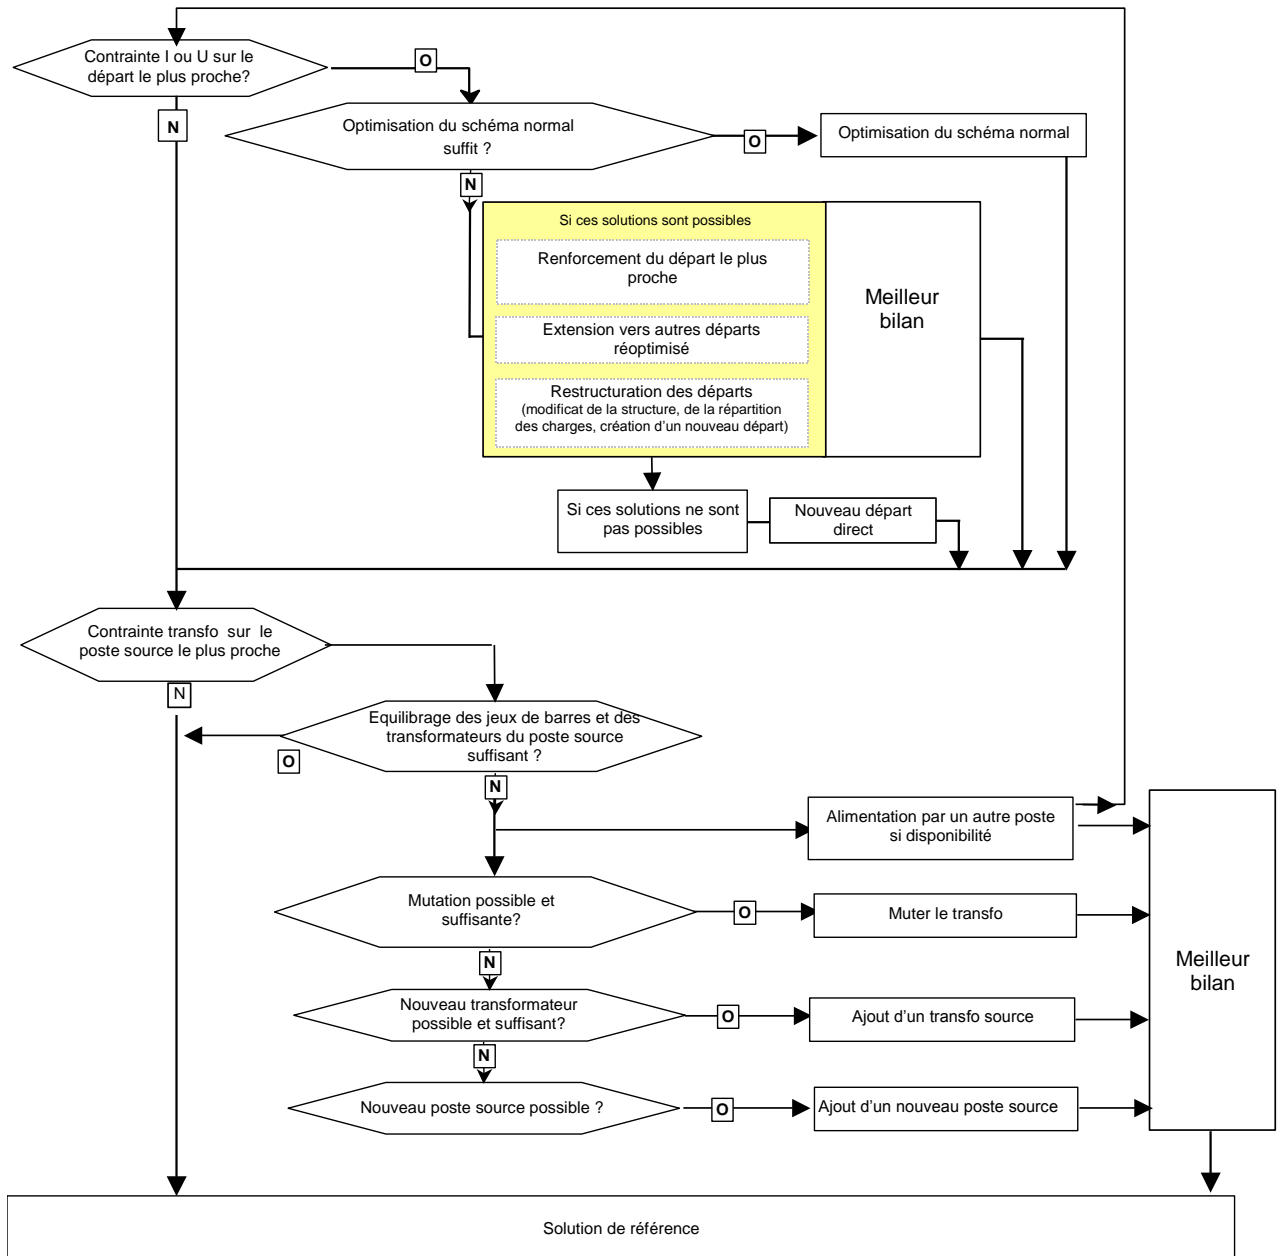 Contrainte I ou U sur le
départ le plus proche?
O
N
Optimisation du schéma normal
suffit ?
O
Optimisation du schéma normal
N
Si ces solutions sont possibles
Renforcement du départ le plus
proche
Extension vers autres départs
réoptimisé
Restructuration des départs
(modificat de la structure, de la répartition
des charges, création d'un nouveau départ)
Meilleur
bilan
Si ces solutions ne sont
pas possibles
Nouveau départ
direct
Contrainte transfo sur le
poste source le plus proche
N
Equilibrage des jeux de barres et des
transformateurs du poste source
suffisant ?
O
N
Alimentation par un autre poste
si disponibilité
Mutation possible et
suffisante?
O
Muter le transfo
N
Nouveau transformateur
possible et suffisant?
O
Ajout d'un transfo source
N
Nouveau poste source possible ?
O
Ajout d'un nouveau poste source
Meilleur
bilan
Solution de référence